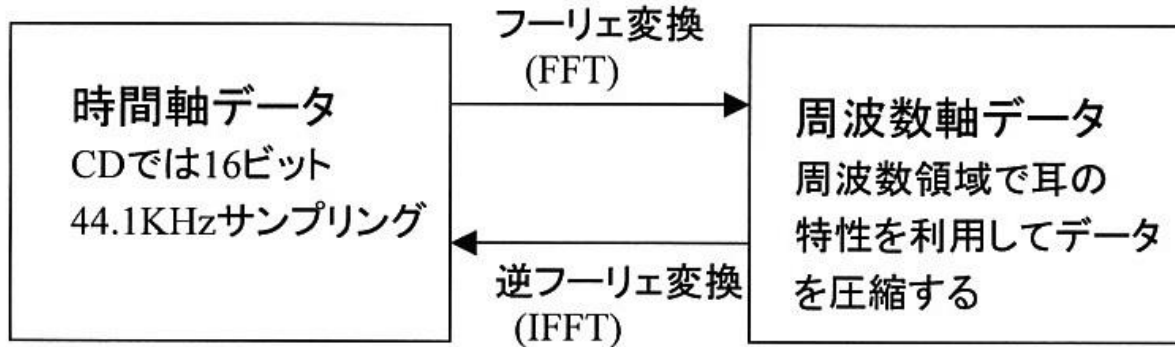 フーリェ変換
(FFT)
時間軸データ
CDでは16ビット
44.1KHzサンプリング
周波数軸データ
周波数領域で耳の
特性を利用してデータ
を圧縮する
逆フーリェ変換
(IFFT)